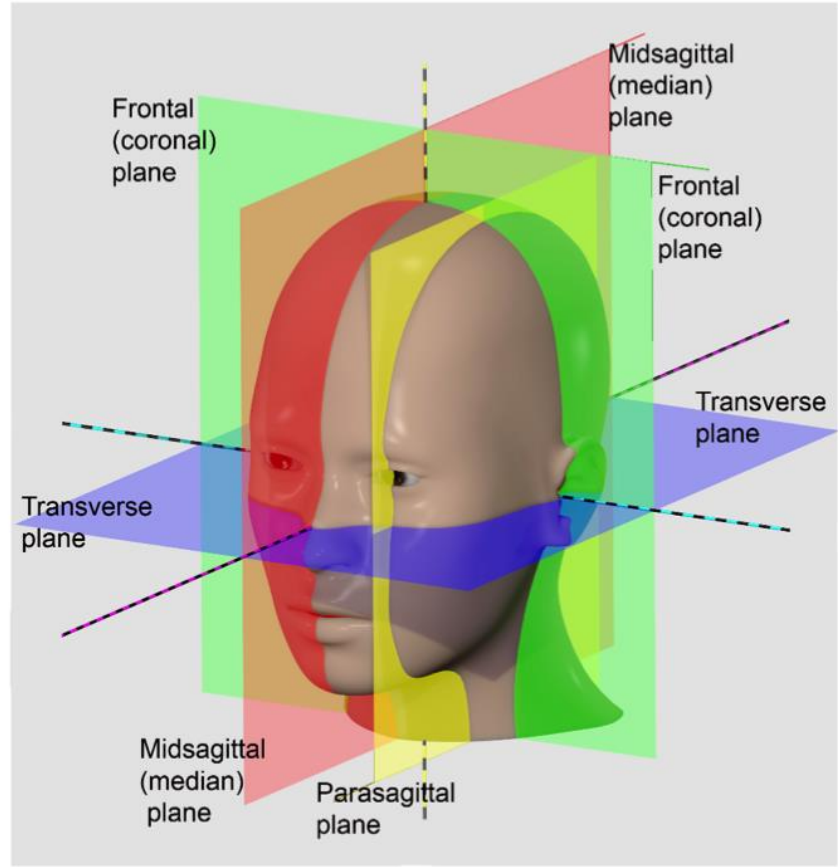 Midsagittal
(median)
plane
Frontal
(coronal)
plane
Frontal
(coronal)
plane
Transverse
plane
Transverse
plane
Midsagittal
(median)
plane
Parasagittal
plane